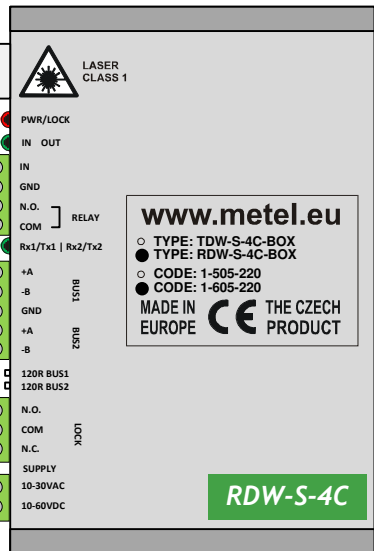 LASER
CLASS 1
PWR/LOCK
IN OUT
IN
GND
N.O.
COM
RELAY
Rx1/Tx1 | Rx2/Tx2
+A
-B
BUS1
GND
+A
-B
BUS2
120R BUS1
120R BUS2
N.O.
COM
N.C.
LOCK
SUPPLY
10-30VAC
10-60VDC
www.metel.eu
TYPE: TDW-S-4C-BOX
TYPE: RDW-S-4C-BOX
CODE: 1-505-220
CODE: 1-605-220
MADE IN EUROPE CE THE CZECH PRODUCT
RDW-S-4C